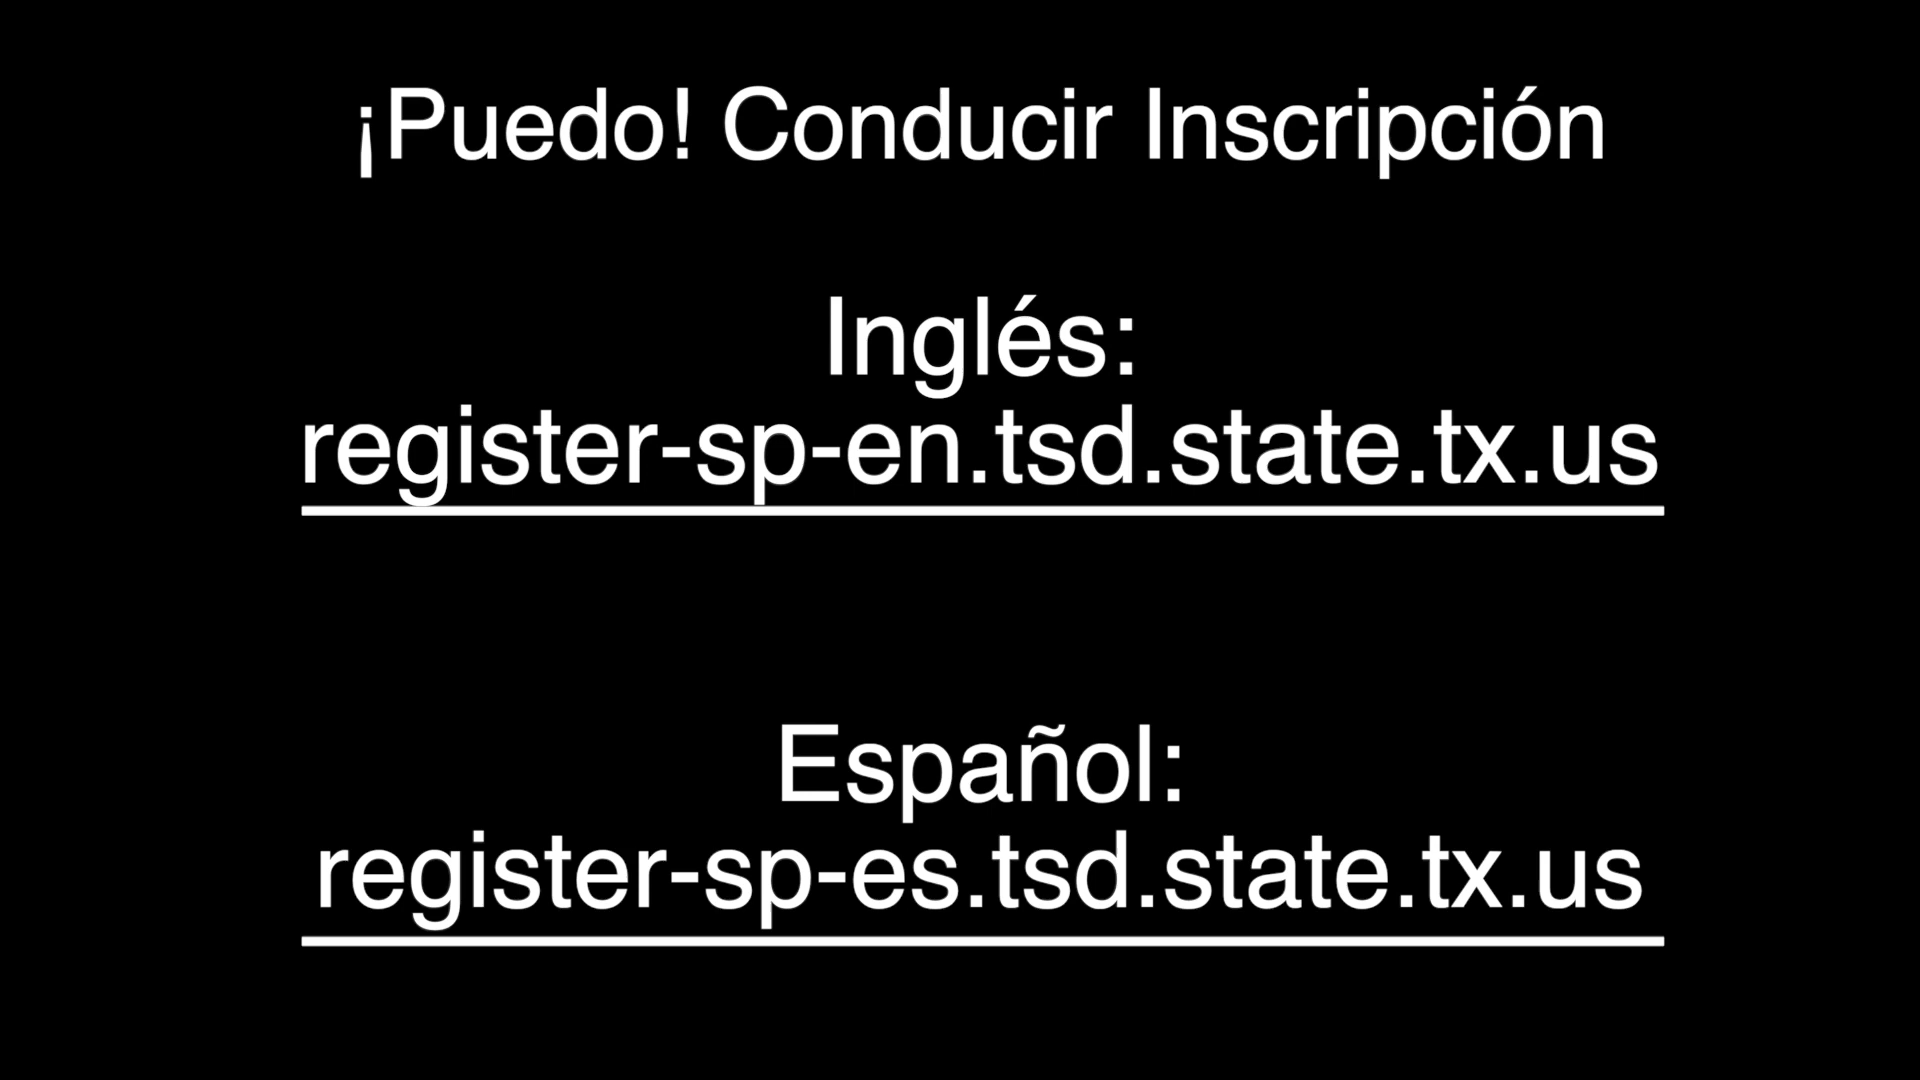 ¡Puedo! Conducir Inscripción
Inglés:
register-sp-en.tsd.state.tx.us
Español:
register-sp-es.tsd.state.tx.us